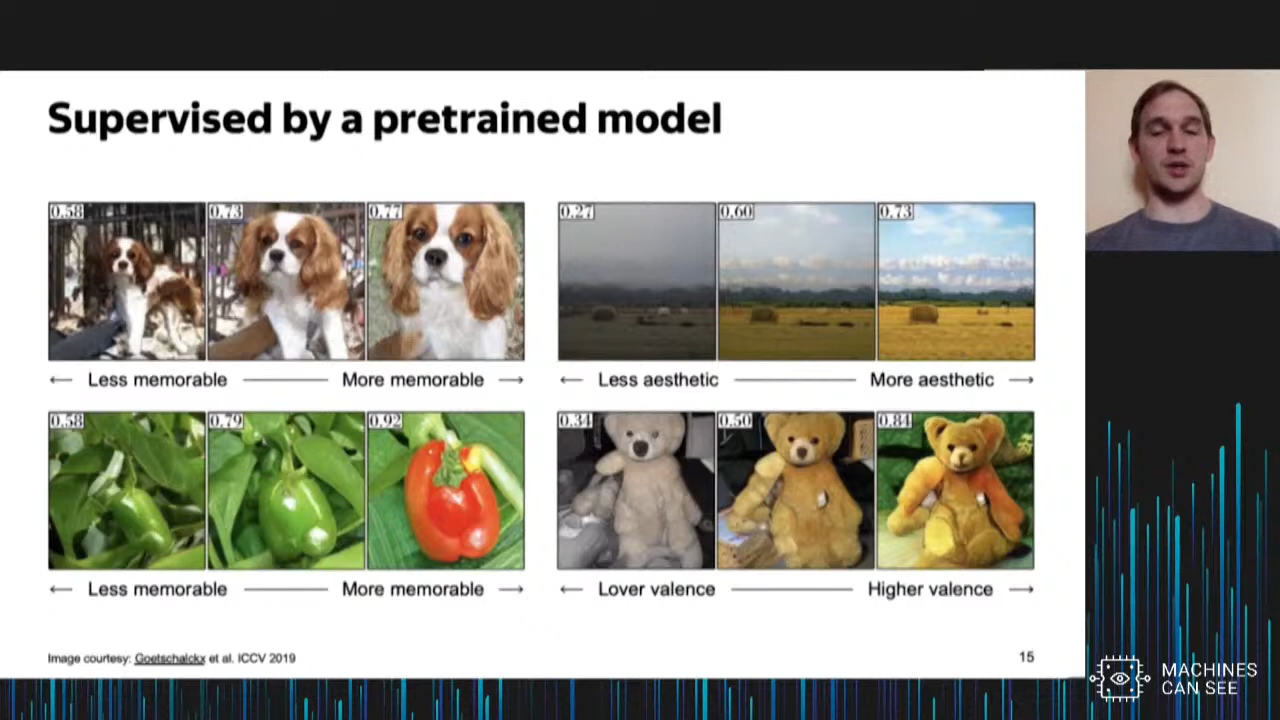 Supervised by a pretrained model
0.58 0.73 0.77
0.27 0.60 0.73
← Less memorable More memorable →
← Less aesthetic More aesthetic →
0.58 0.79 0.92
0.34 0.50 0.84
← Less memorable More memorable →
← Lover valence Higher valence →
Image courtesy: Goetschalckx et al. ICCV 2019
15
MACHINES
CAN SEE